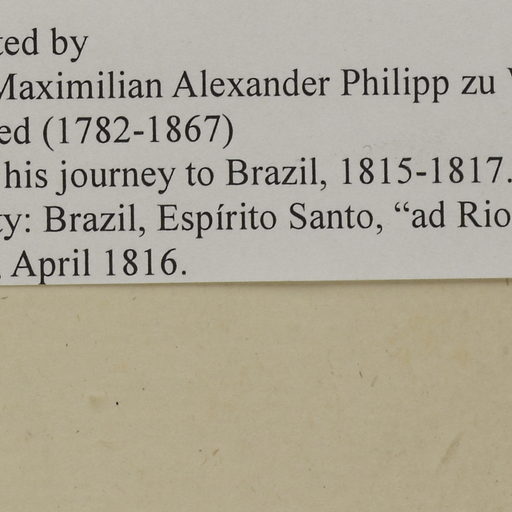 ted by
Maximilian Alexander Philipp zu
ed (1782-1867)
his journey to Brazil, 1815-1817.
ty: Brazil, Espírito Santo, “ad Rio
, April 1816.